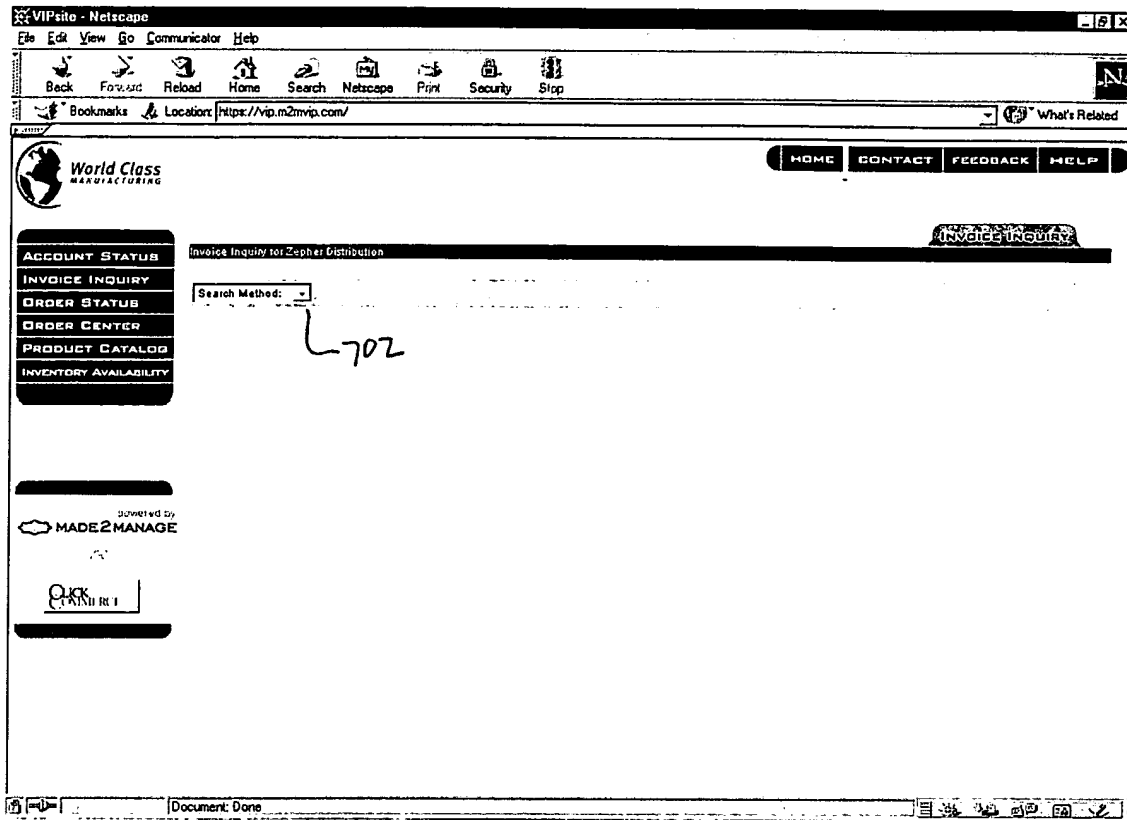 VIPsite - Netscape
File Edit View Go Communicator Help
Back Forward Reload Home Search Netscape Print Security Stop
Bookmarks Location: https://vip.m2mvip.com/ What's Related
World Class
MANUFACTURING
HOME CONTACT FEEDBACK HELP
INVOICE INQUIRY
Invoice Inquiry for Zepher Distribution
ACCOUNT STATUS
INVOICE INQUIRY
ORDER STATUS
ORDER CENTER
PRODUCT CATALOG
INVENTORY AVAILABILITY
Search Method:
702
powered by
MADE2MANAGE
CLICK
COMMERCE
Document: Done